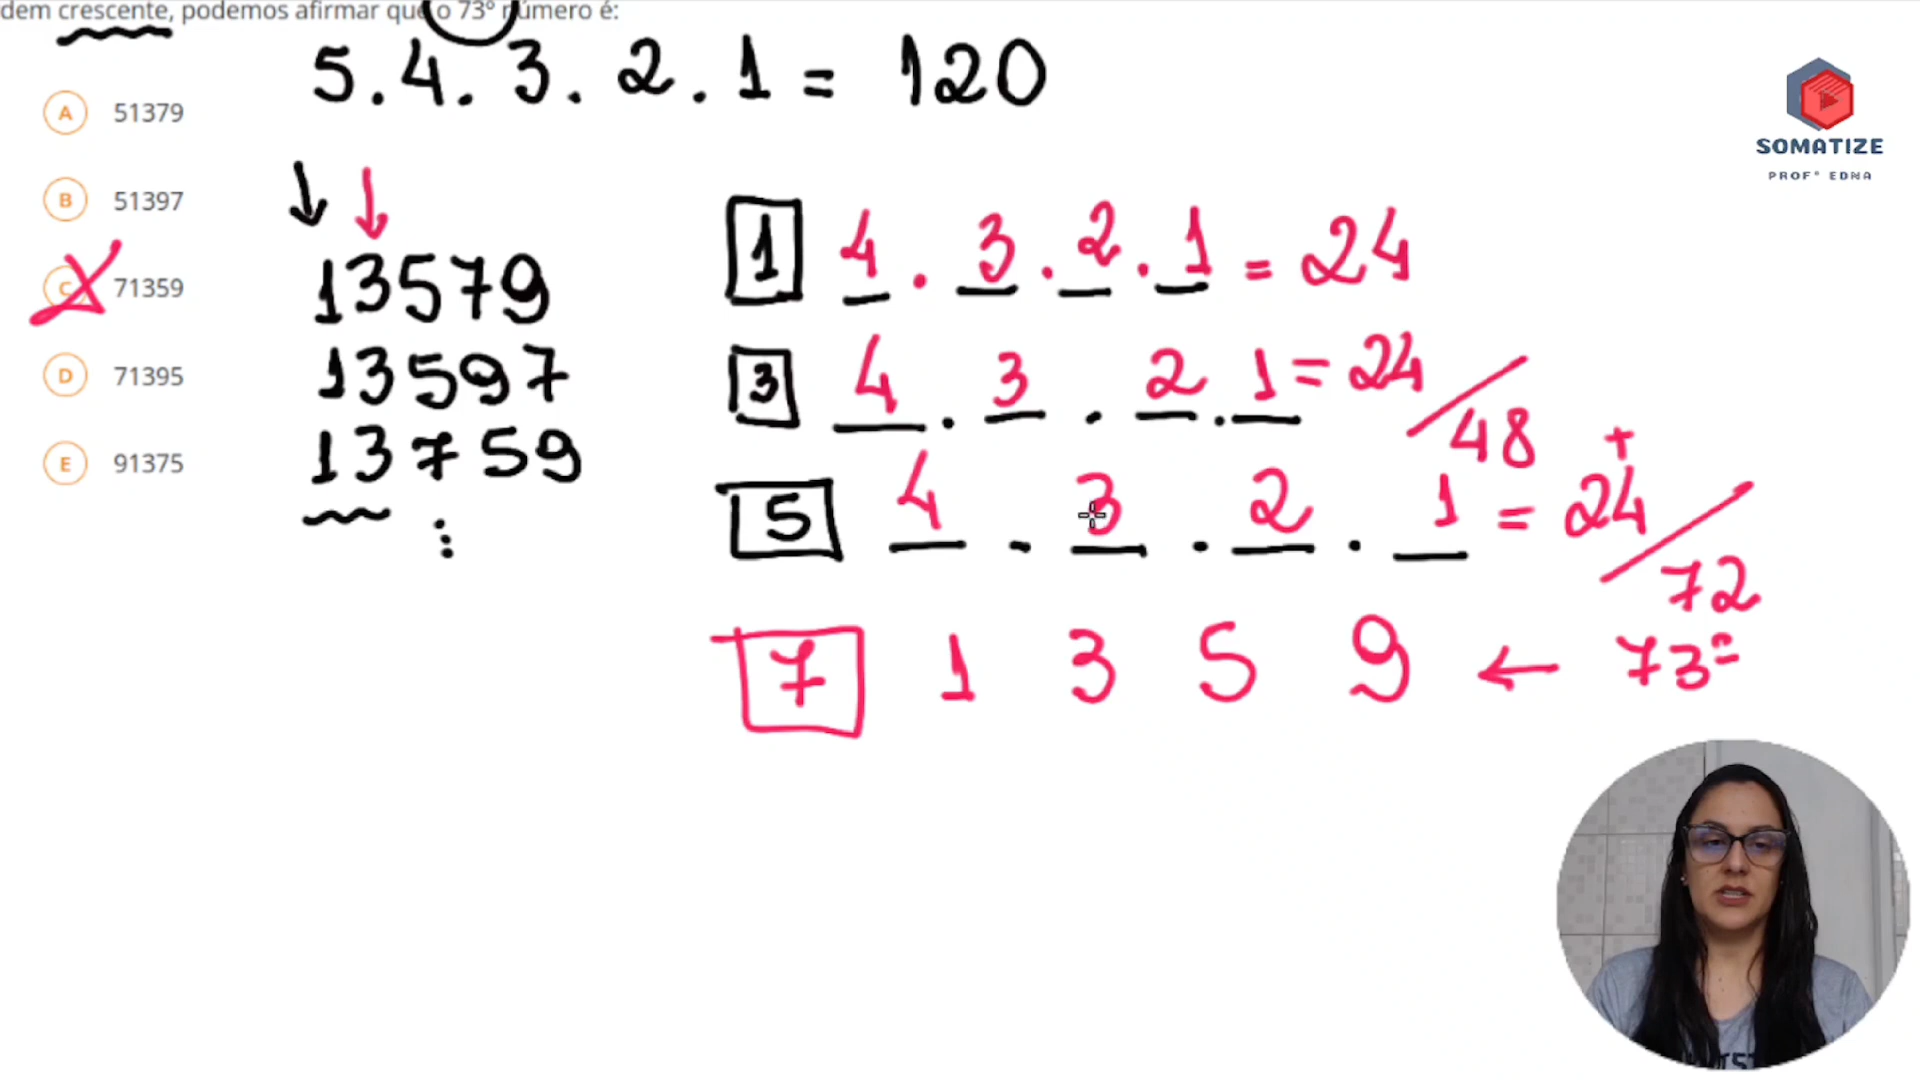 dem crescente, podemos afirmar que o 73º número é:
5 . 4 . 3 . 2 . 1 = 120
A 51379
B 51397
C 71359
D 71395
E 91375
13579
13597
13759
⋮
1 4 . 3 . 2 . 1 = 24
3 4 . 3 . 2 . 1 = 24
48 +
5 4 . 3 . 2 . 1 = 24
72
7 1 3 5 9 ← 73º
SOMATIZE
PROFª EDNA